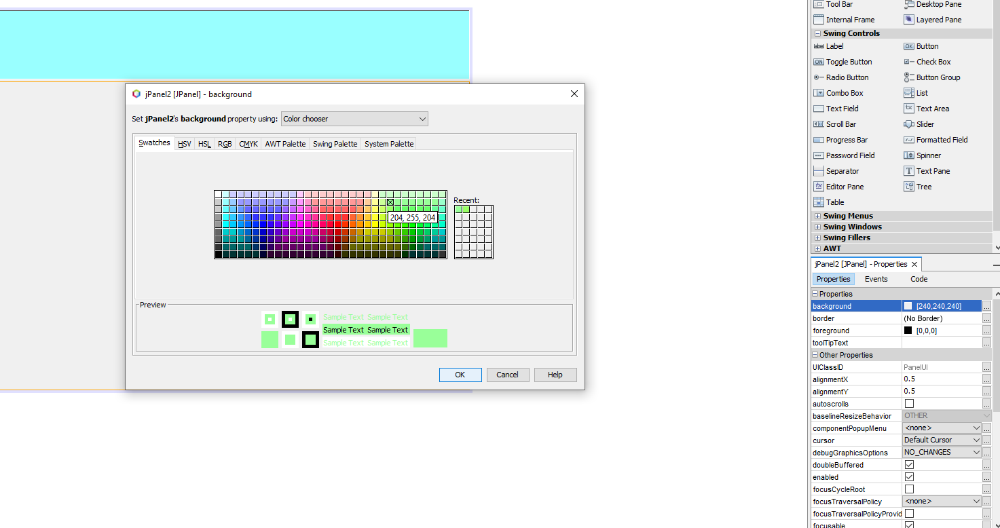 jPanel2 [JPanel] - background
Set jPanel2's background property using: Color chooser
Swatches HSV HSL RGB CMYK AWT Palette Swing Palette System Palette
Recent:
204, 255, 204
Preview
Sample Text Sample Text
Sample Text Sample Text
Sample Text Sample Text
OK Cancel Help
Tool Bar Desktop Pane
Internal Frame Layered Pane
Swing Controls
label Label OK Button
ON Toggle Button Check Box
Radio Button Button Group
Combo Box List
Text Field Text Area
Scroll Bar Slider
Progress Bar Formatted Field
Password Field Spinner
Separator T Text Pane
Editor Pane Tree
Table
Swing Menus
Swing Windows
Swing Fillers
AWT
jPanel2 [JPanel] - Properties
Properties Events Code
Properties
background [240,240,240] ...
border (No Border) ...
foreground [0,0,0] ...
toolTipText ...
Other Properties
UIClassID PanelUI ...
alignmentX 0.5 ...
alignmentY 0.5 ...
autoscrolls ...
baselineResizeBehavior OTHER
componentPopupMenu <none> ...
cursor Default Cursor ...
debugGraphicsOptions NO_CHANGES ...
doubleBuffered ...
enabled ...
focusCycleRoot ...
focusTraversalPolicy <none> ...
focusTraversalPolicyProvid ...
focusable ...